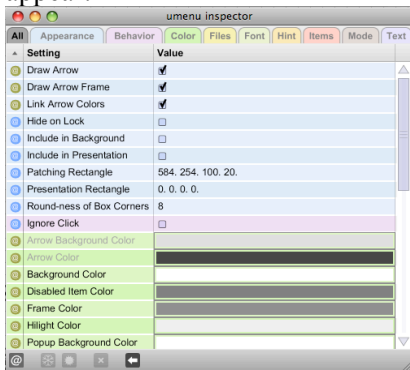 appear.
umenu inspector
All Appearance Behavior Color Files Font Hint Items Mode Text
Setting Value
Draw Arrow
Draw Arrow Frame
Link Arrow Colors
Hide on Lock
Include in Background
Include in Presentation
Patching Rectangle 584. 254. 100. 20.
Presentation Rectangle 0. 0. 0. 0.
Round-ness of Box Corners 8
Ignore Click
Arrow Background Color
Arrow Color
Background Color
Disabled Item Color
Frame Color
Hilight Color
Popup Background Color
@